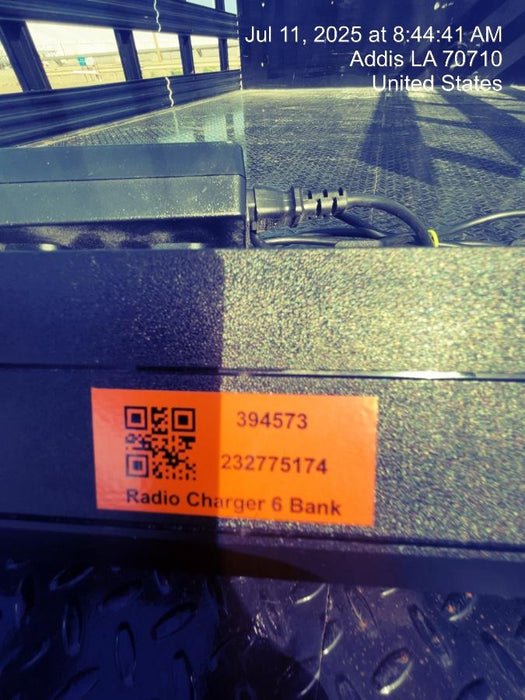 Jul 11, 2025 at 8:44:41 AM
Addis LA 70710
United States
394573
232775174
Radio Charger 6 Bank